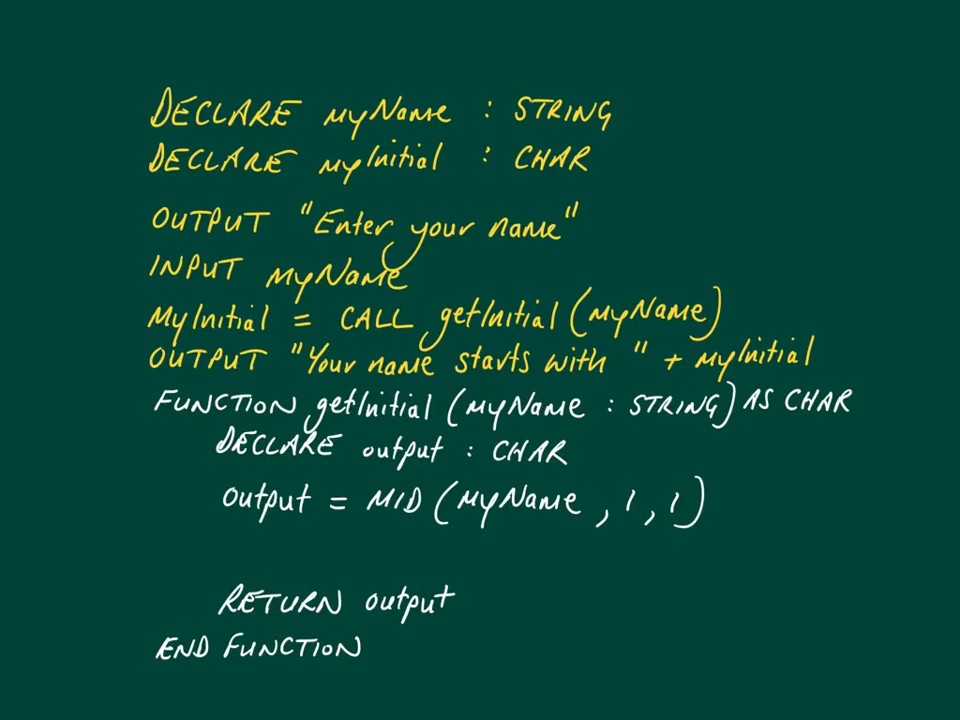 DECLARE myName : STRING
DECLARE myInitial : CHAR
OUTPUT "Enter your name"
INPUT myName
MyInitial = CALL getInitial (myName)
OUTPUT "Your name starts with " + myInitial
FUNCTION getInitial (myName : STRING) AS CHAR
DECLARE output : CHAR
output = MID (myName , 1 , 1)
RETURN output
END FUNCTION